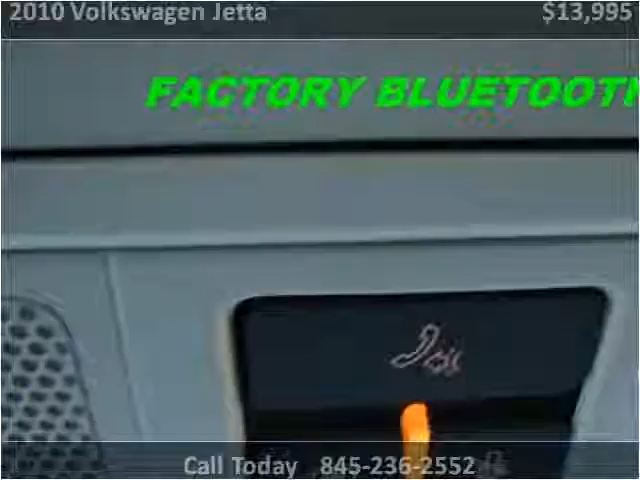 2010 Volkswagen Jetta $13,995
FACTORY BLUETOOTH
Call Today 845-236-2552